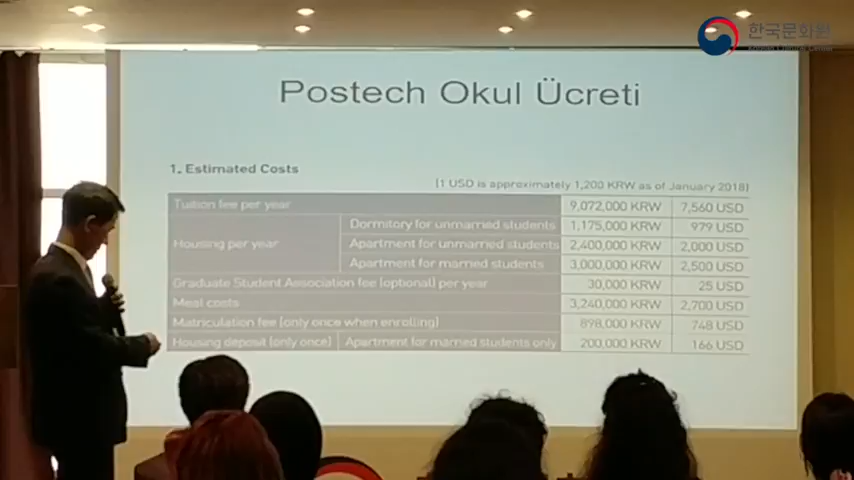 한국문화원
Korean Cultural Center
Postech Okul Ücreti
1. Estimated Costs
(1 USD is approximately 1,200 KRW as of January 2018)
Tuition fee per year 9,072,000 KRW 7,560 USD
Housing per year Dormitory for unmarried students 1,175,000 KRW 979 USD
Apartment for unmarried students 2,400,000 KRW 2,000 USD
Apartment for married students 3,000,000 KRW 2,500 USD
Graduate Student Association fee (optional) per year 30,000 KRW 25 USD
Meal costs 3,240,000 KRW 2,700 USD
Matriculation fee (only once when enrolling) 898,000 KRW 748 USD
Housing deposit (only once) Apartment for married students only 200,000 KRW 166 USD